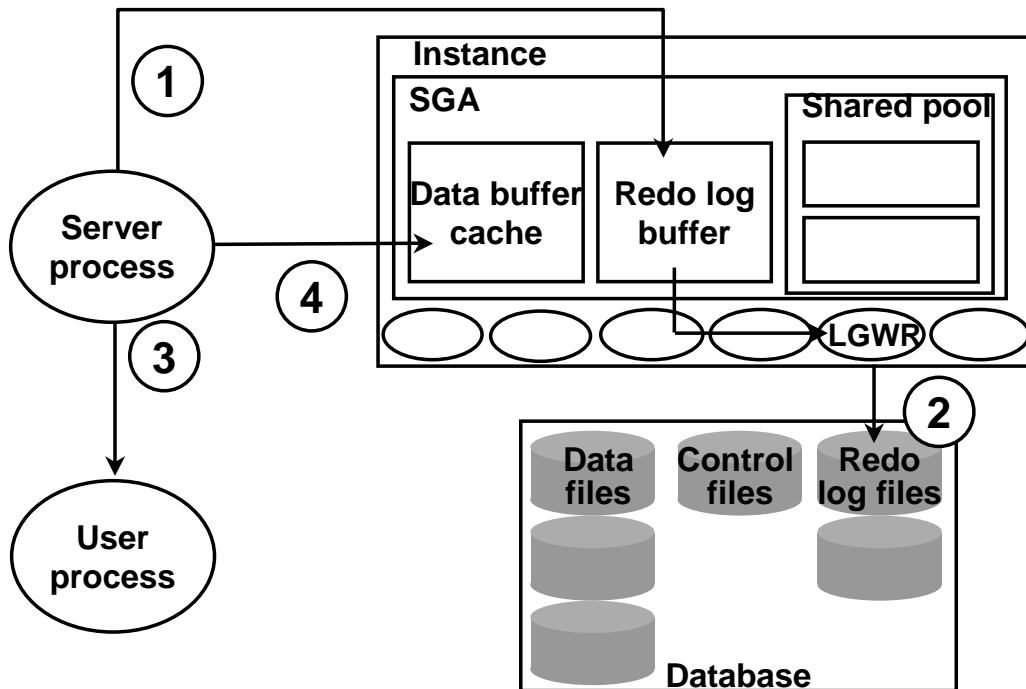 1
Instance
SGA
Shared pool
Data buffer
cache
Redo log
buffer
Server
process
4
3
LGWR
2
Data
files
Control
files
Redo
log files
User
process
Database